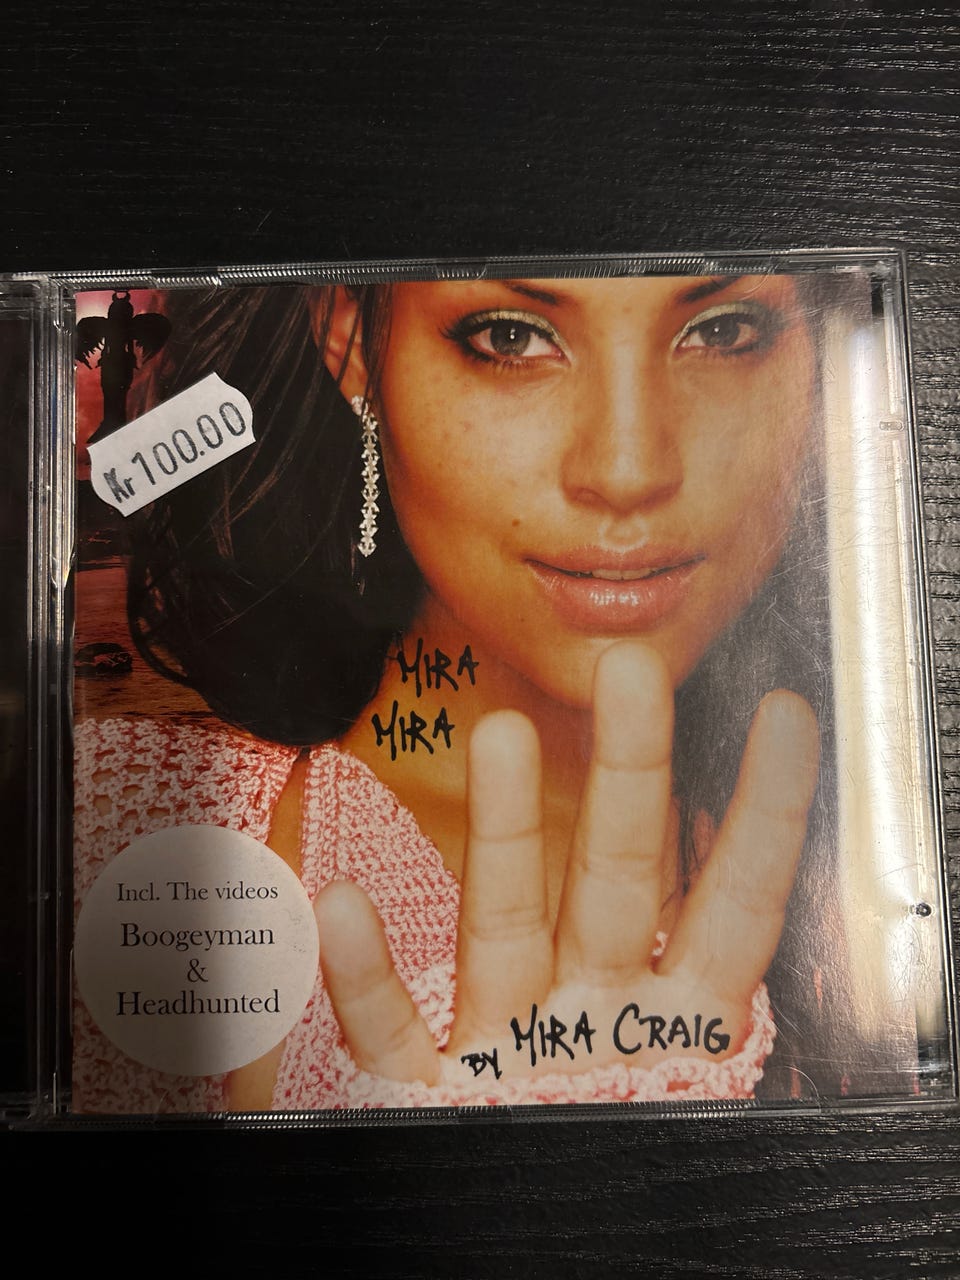 Kr 100.00
MIRA
MIRA
Incl. The videos
Boogeyman
&
Headhunted
BY MIRA CRAIG